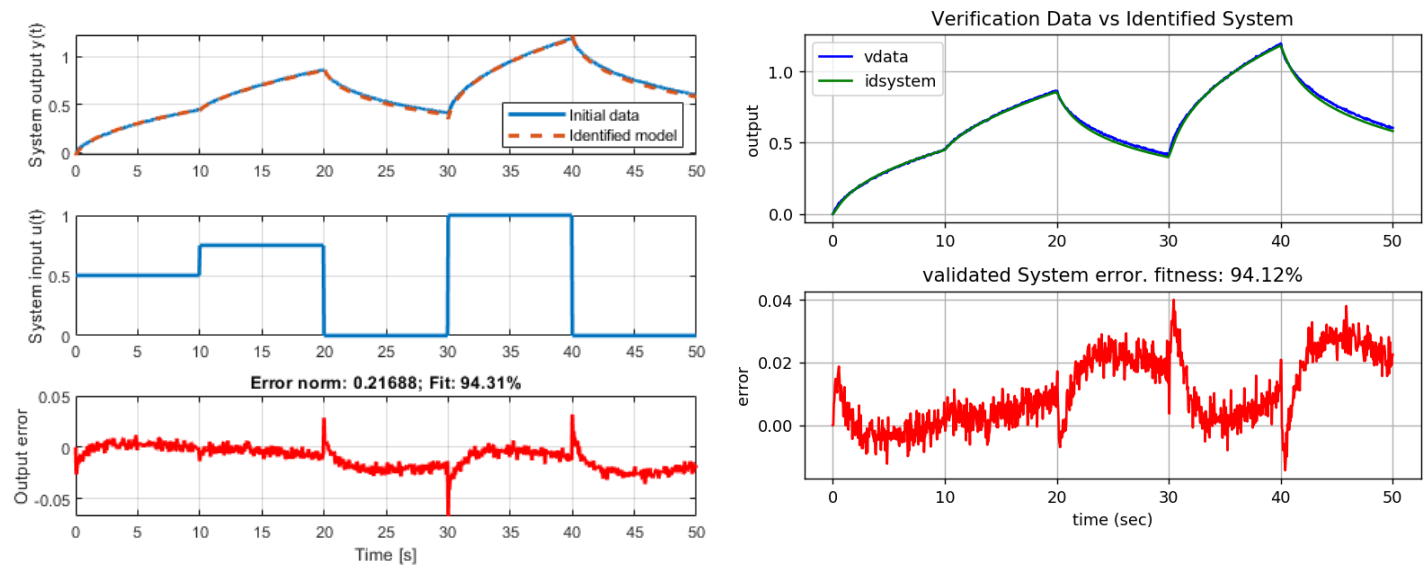 System output y(t)
1
0.5
0
Initial data
Identified model
0 5 10 15 20 25 30 35 40 45 50
System input u(t)
1
0.5
0
0 5 10 15 20 25 30 35 40 45 50
Error norm: 0.21688; Fit: 94.31%
Output error
0.05
0
-0.05
0 5 10 15 20 25 30 35 40 45 50
Time [s]
Verification Data vs Identified System
output
1.0
0.5
0.0
vdata
idsystem
0 10 20 30 40 50
validated System error. fitness: 94.12%
error
0.04
0.02
0.00
0 10 20 30 40 50
time (sec)